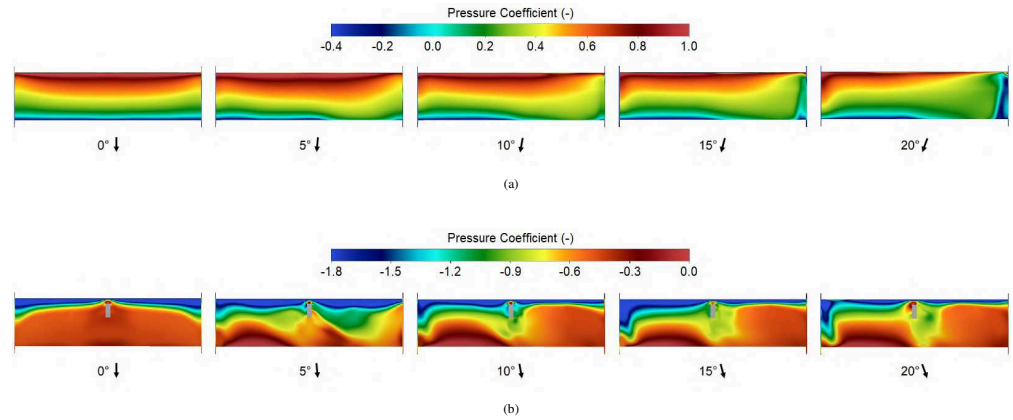 Pressure Coefficient (-)
-0.4 -0.2 0.0 0.2 0.4 0.6 0.8 1.0
0° 5° 10° 15° 20°
(a)
Pressure Coefficient (-)
-1.8 -1.5 -1.2 -0.9 -0.6 -0.3 0.0
0° 5° 10° 15° 20°
(b)